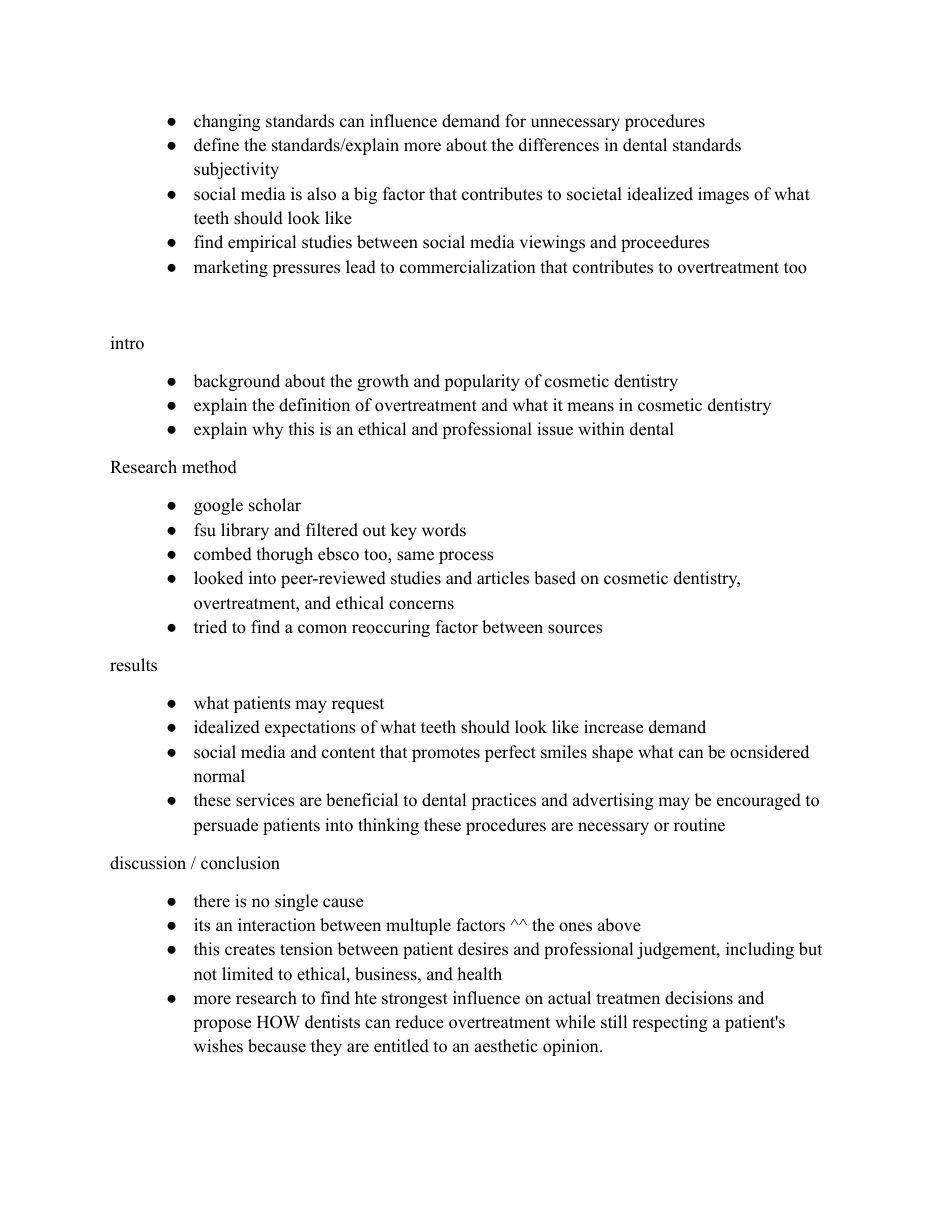 ● changing standards can influence demand for unnecessary procedures
● define the standards/explain more about the differences in dental standards
subjectivity
● social media is also a big factor that contributes to societal idealized images of what
teeth should look like
● find empirical studies between social media viewings and proceedures
● marketing pressures lead to commercialization that contributes to overtreatment too
intro
● background about the growth and popularity of cosmetic dentistry
● explain the definition of overtreatment and what it means in cosmetic dentistry
● explain why this is an ethical and professional issue within dental
Research method
● google scholar
● fsu library and filtered out key words
● combed thorugh ebsco too, same process
● looked into peer-reviewed studies and articles based on cosmetic dentistry,
overtreatment, and ethical concerns
● tried to find a comon reoccuring factor between sources
results
● what patients may request
● idealized expectations of what teeth should look like increase demand
● social media and content that promotes perfect smiles shape what can be ocnsidered
normal
● these services are beneficial to dental practices and advertising may be encouraged to
persuade patients into thinking these procedures are necessary or routine
discussion / conclusion
● there is no single cause
● its an interaction between multuple factors ^^ the ones above
● this creates tension between patient desires and professional judgement, including but
not limited to ethical, business, and health
● more research to find hte strongest influence on actual treatmen decisions and
propose HOW dentists can reduce overtreatment while still respecting a patient's
wishes because they are entitled to an aesthetic opinion.